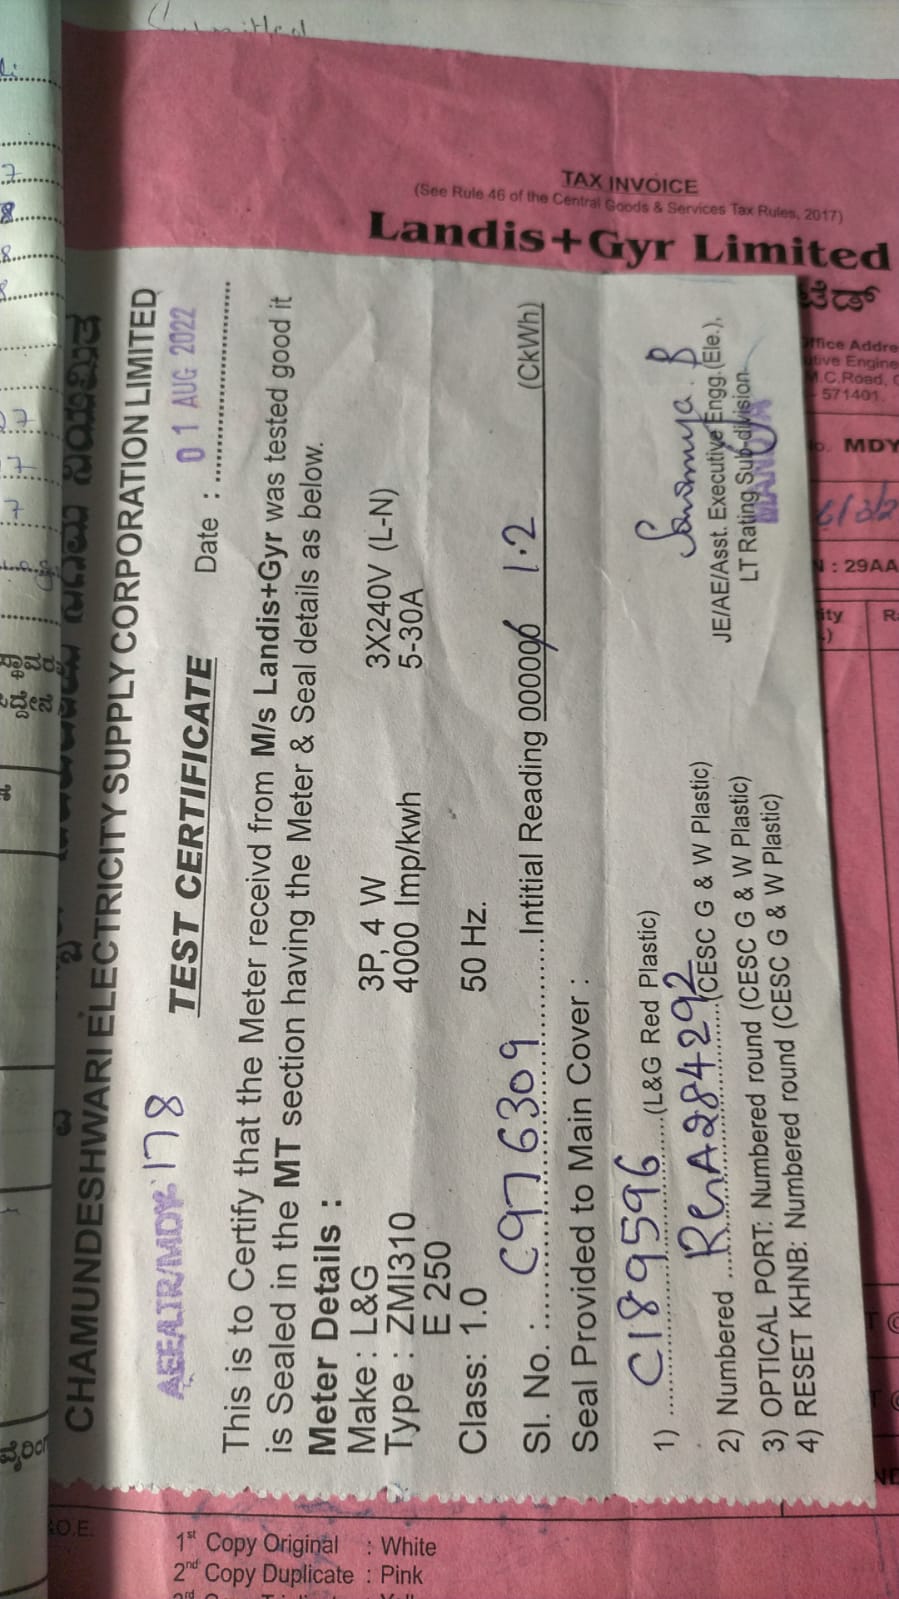 TAX INVOICE
(See Rule 46 of the Central Goods & Services Tax Rules, 2017)
Landis+Gyr Limited
CHAMUNDESHWARI ELECTRICITY SUPPLY CORPORATION LIMITED
178
TEST CERTIFICATE
Date : 01 AUG 2022
This is to Certify that the Meter receivd from M/s Landis+Gyr was tested good it
is Sealed in the MT section having the Meter & Seal details as below.
Meter Details :
Make : L&G 3P, 4 W 3X240V (L-N)
Type : ZMI310 4000 Imp/kwh 5-30A
E 250
Class: 1.0 50 Hz.
Sl. No. : C976309 Intitial Reading 000000 1.2 (CkWh)
Seal Provided to Main Cover :
1) C189596 (L&G Red Plastic)
2) Numbered (CESC G & W Plastic)
3) OPTICAL PORT: Numbered round (CESC G & W Plastic)
4) RESET KHNB: Numbered round (CESC G & W Plastic)
JE/AE/Asst. Executive Engg.(Ele.),
LT Rating Sub-division
M.C.Road,
571401.
MDY
29AA
1st Copy Original : White
2nd Copy Duplicate : Pink